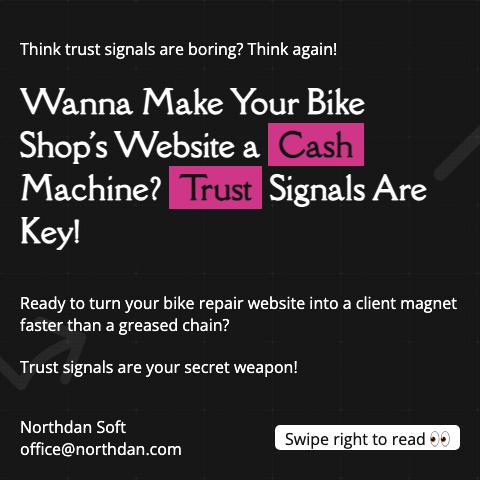 Think trust signals are boring? Think again!
Wanna Make Your Bike
Shop's Website a Cash
Machine? Trust Signals Are
Key!
Ready to turn your bike repair website into a client magnet
faster than a greased chain?
Trust signals are your secret weapon!
Northdan Soft
office@northdan.com
Swipe right to read 👀